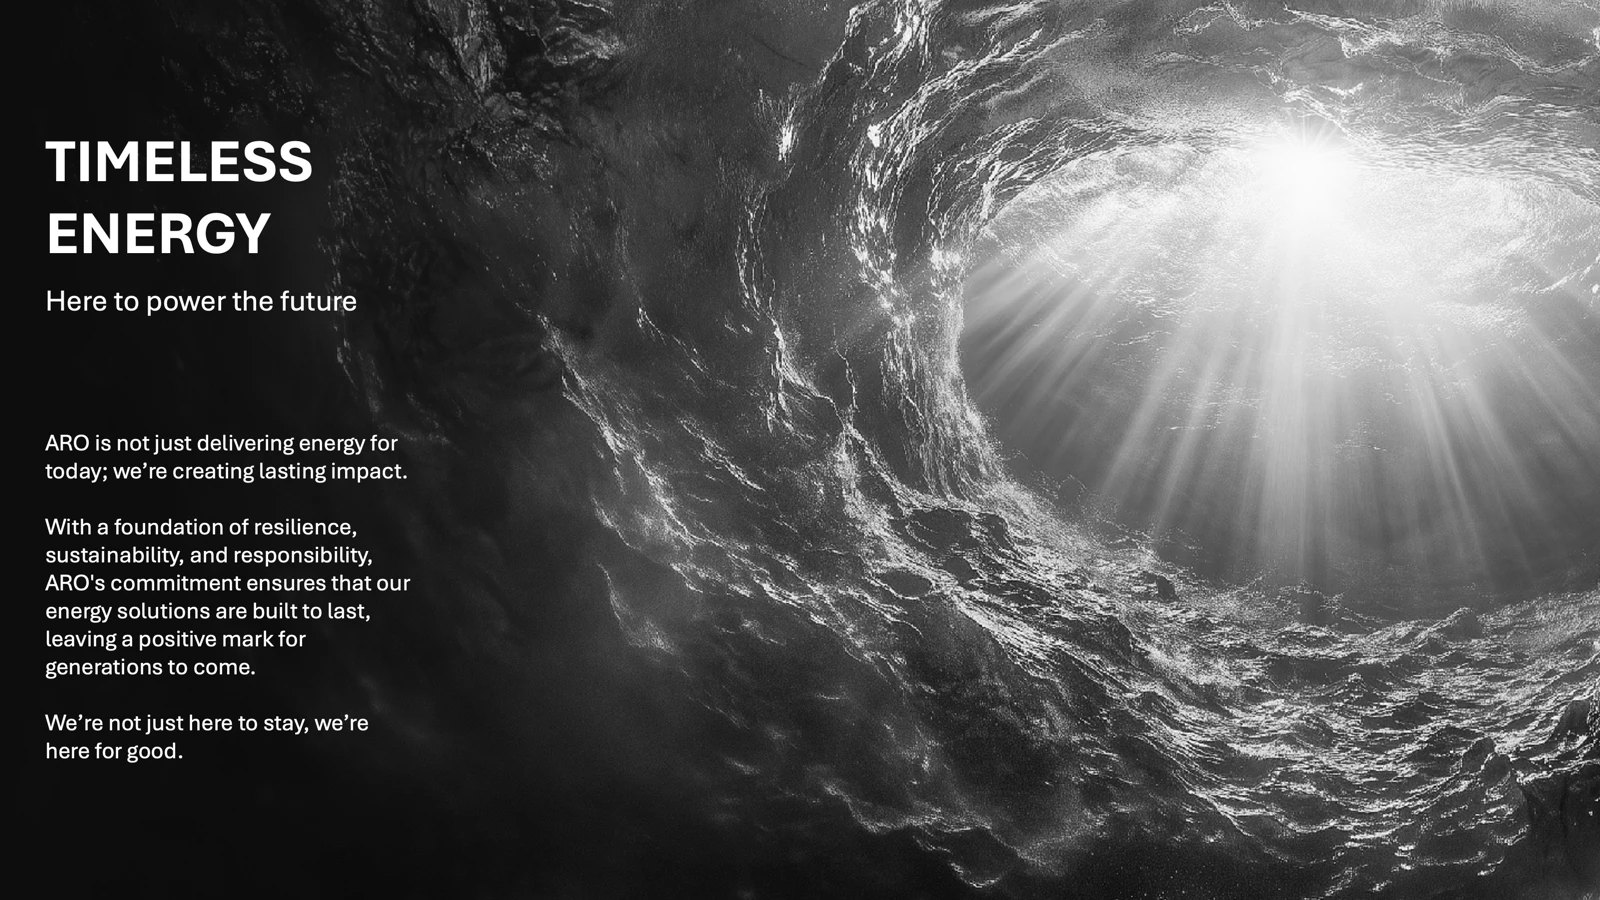 TIMELESS
ENERGY
Here to power the future
ARO is not just delivering energy for
today; we’re creating lasting impact.
With a foundation of resilience,
sustainability, and responsibility,
ARO's commitment ensures that our
energy solutions are built to last,
leaving a positive mark for
generations to come.
We’re not just here to stay, we’re
here for good.